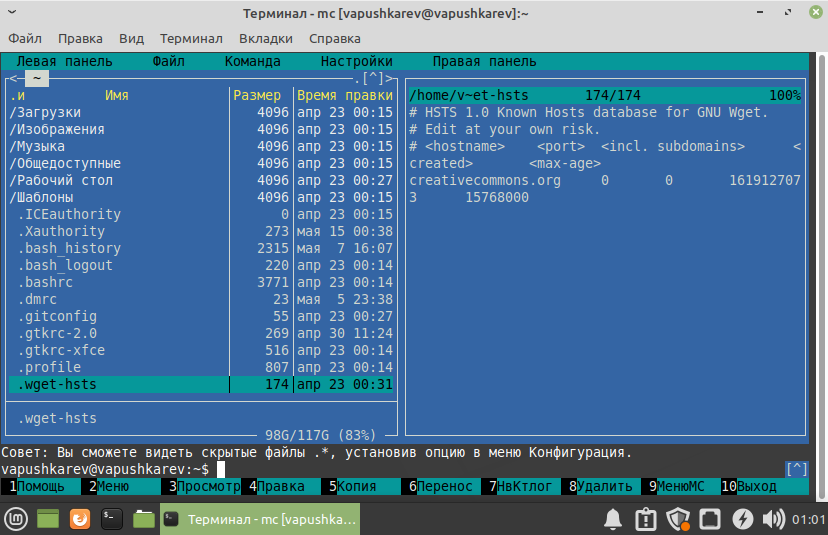 Терминал - mc [vapushkarev@vapushkarev]:~
Файл Правка Вид Терминал Вкладки Справка
Левая панель Файл Команда Настройки Правая панель
<─ ~ .[^]>
.и Имя Размер Время правки
/Загрузки 4096 апр 23 00:15
/Изображения 4096 апр 23 00:15
/Музыка 4096 апр 23 00:15
/Общедоступные 4096 апр 23 00:15
/Рабочий стол 4096 апр 23 00:27
/Шаблоны 4096 апр 23 00:15
.ICEauthority 0 апр 23 00:15
.Xauthority 273 мая 15 00:38
.bash_history 2315 мая 7 16:07
.bash_logout 220 апр 23 00:14
.bashrc 3771 апр 23 00:14
.dmrc 23 мая 5 23:38
.gitconfig 55 апр 23 00:27
.gtkrc-2.0 269 апр 30 11:24
.gtkrc-xfce 516 апр 23 00:14
.profile 807 апр 23 00:14
.wget-hsts 174 апр 23 00:31
.wget-hsts
98G/117G (83%)
/home/v~et-hsts 174/174 100%
# HSTS 1.0 Known Hosts database for GNU Wget.
# Edit at your own risk.
# <hostname> <port> <incl. subdomains> <
created> <max-age>
creativecommons.org 0 0 161912707
3 15768000
Совет: Вы сможете видеть скрытые файлы .*, установив опцию в меню Конфигурация.
vapushkarev@vapushkarev:~$ [^]
1Помощь 2Меню 3Просмотр 4Правка 5Копия 6Перенос 7НвКтлог 8Удалить 9МенюMC 10Выход
Терминал - mc [vapushka... 01:01